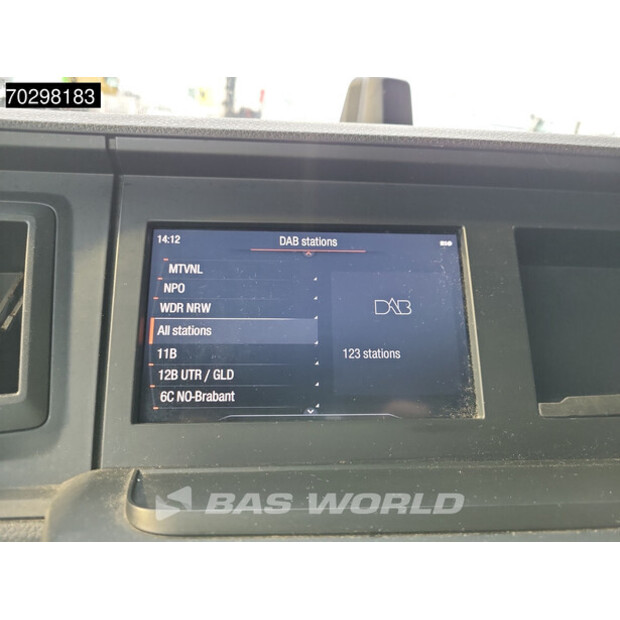 70298183
14:12
DAB stations
MTVNL
NPO
WDR NRW
All stations
11B
12B UTR / GLD
6C NO-Brabant
DAB
123 stations
BAS WORLD